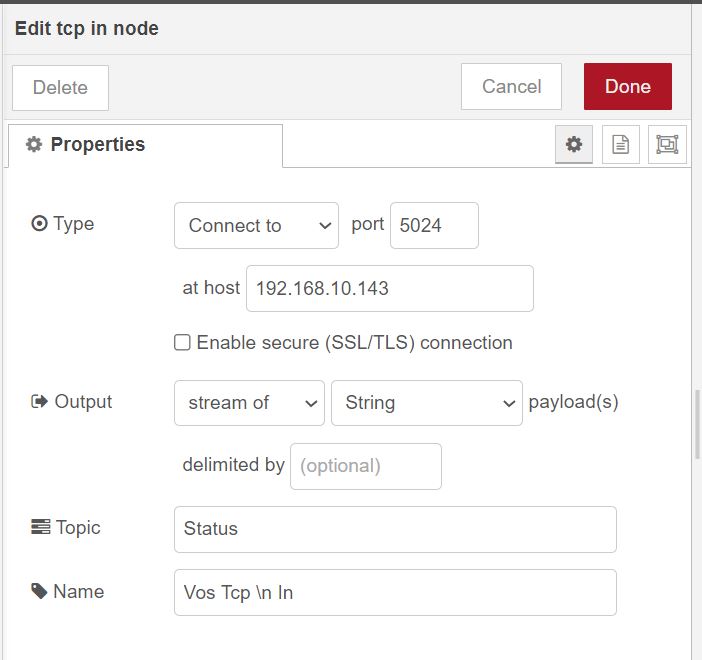 Edit tcp in node
Delete Cancel Done
Properties
Type Connect to port 5024
at host 192.168.10.143
Enable secure (SSL/TLS) connection
Output stream of String payload(s)
delimited by (optional)
Topic Status
Name Vos Tcp \n In